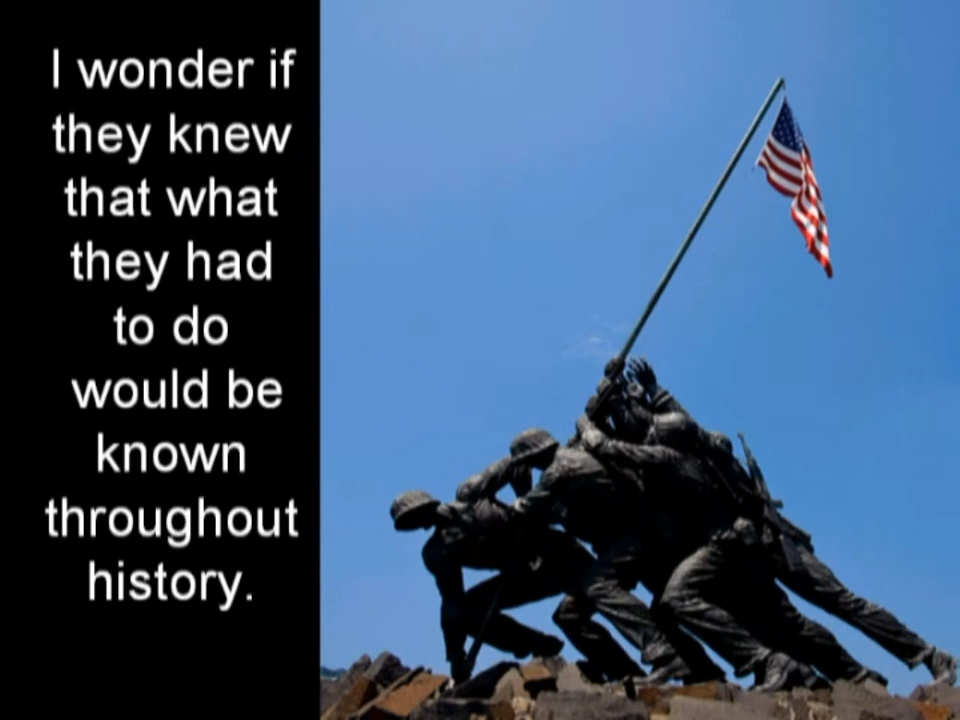 I wonder if
they knew
that what
they had
to do
would be
known
throughout
history.